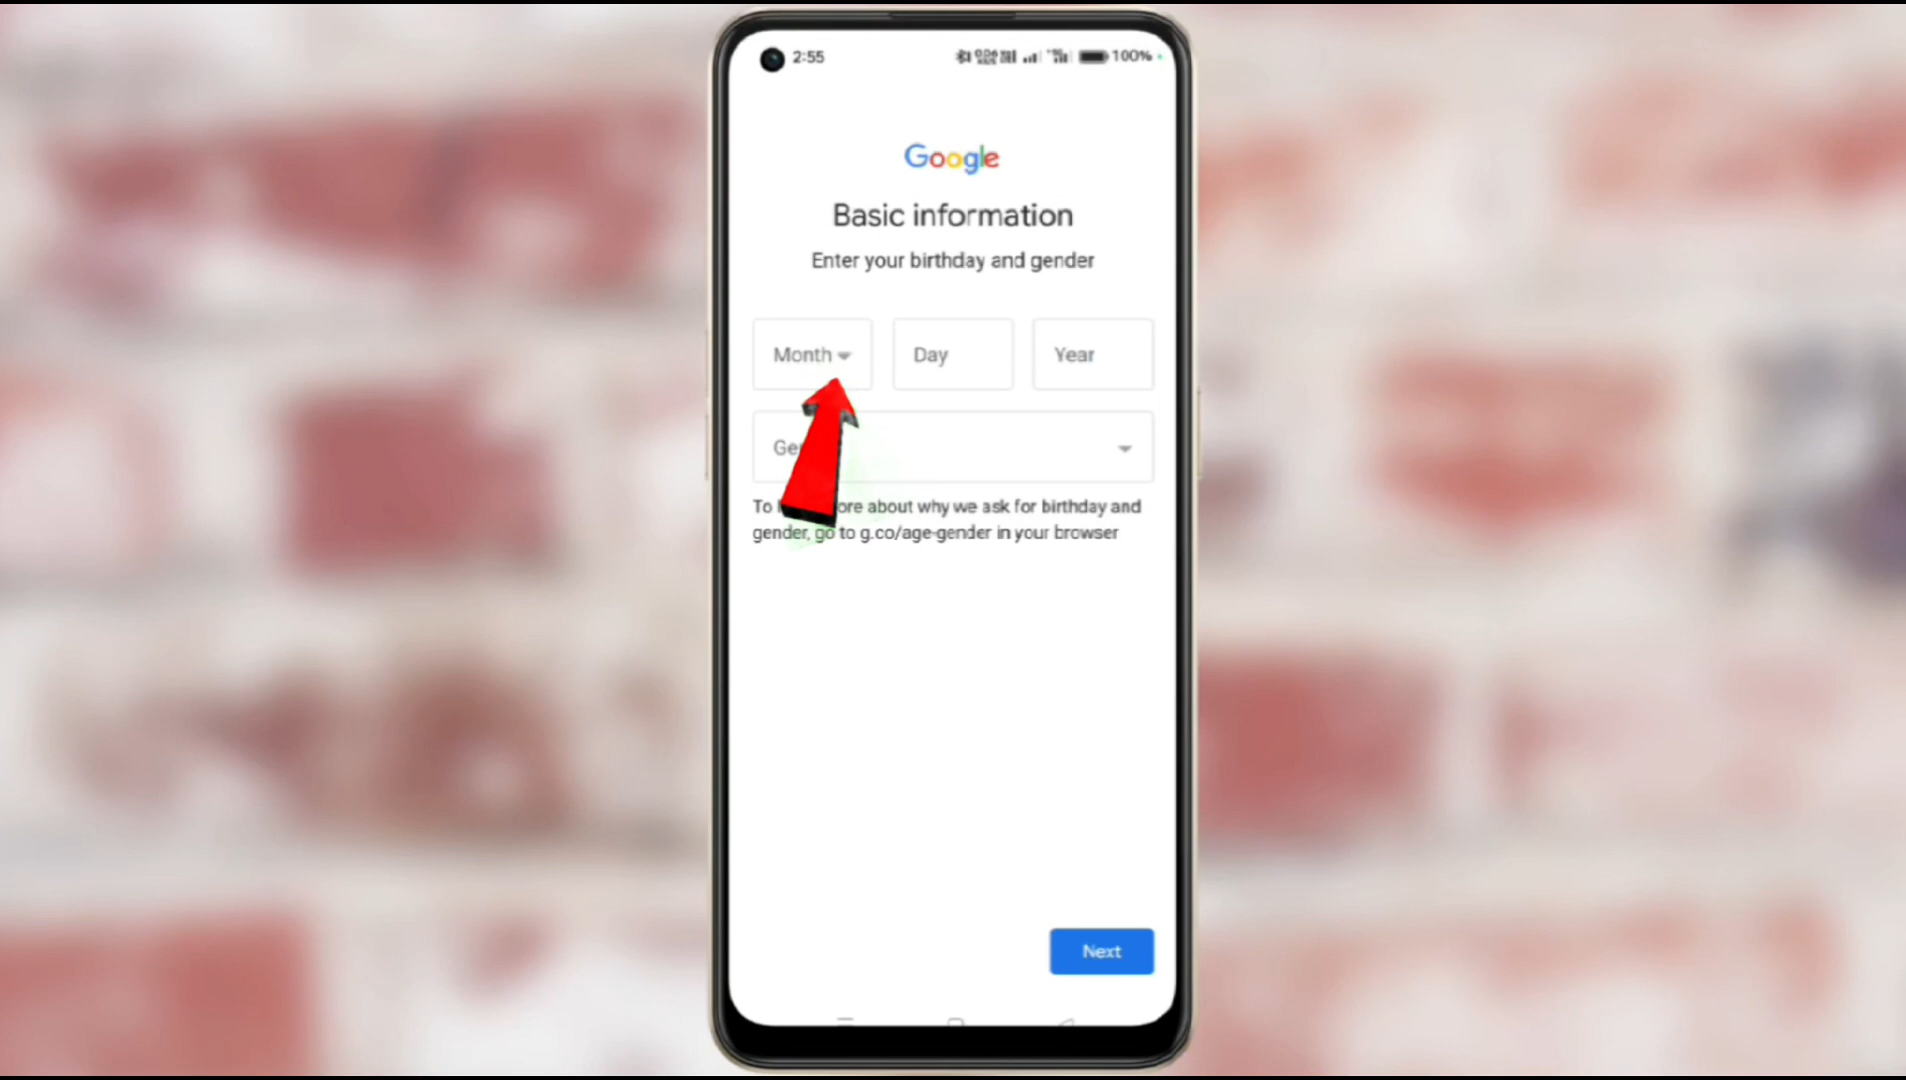 2:55
100%
Google
Basic information
Enter your birthday and gender
Month
Day
Year
Ge
To ore about why we ask for birthday and
gender, go to g.co/age-gender in your browser
Next